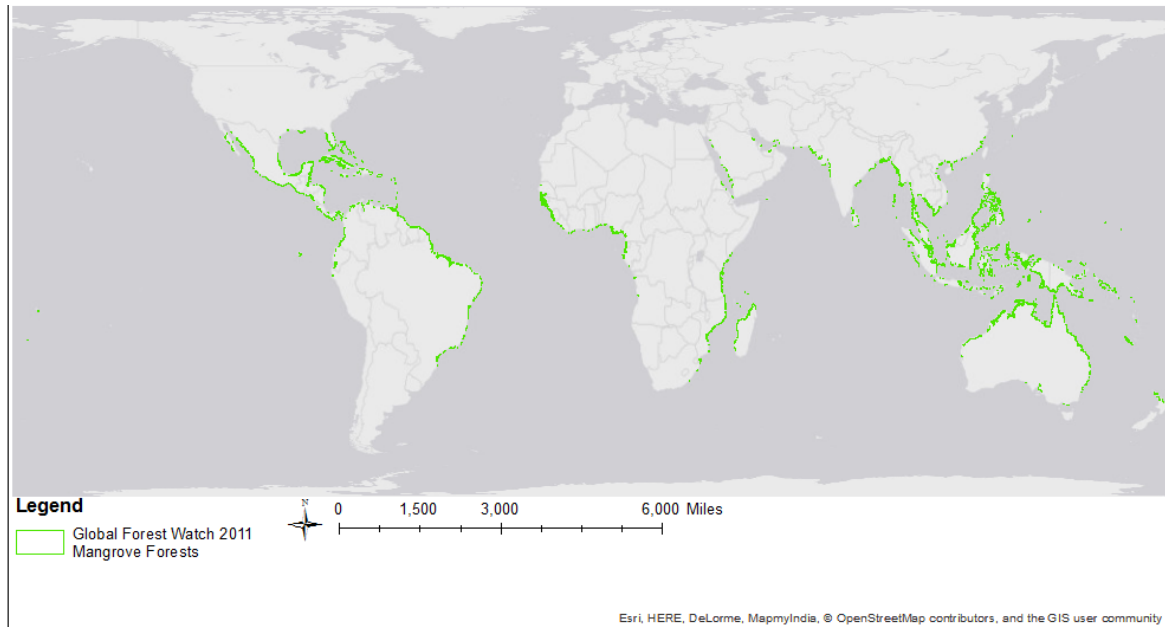 Legend
Global Forest Watch 2011
Mangrove Forests
N
0 1,500 3,000 6,000 Miles
Esri, HERE, DeLorme, MapmyIndia, © OpenStreetMap contributors, and the GIS user community